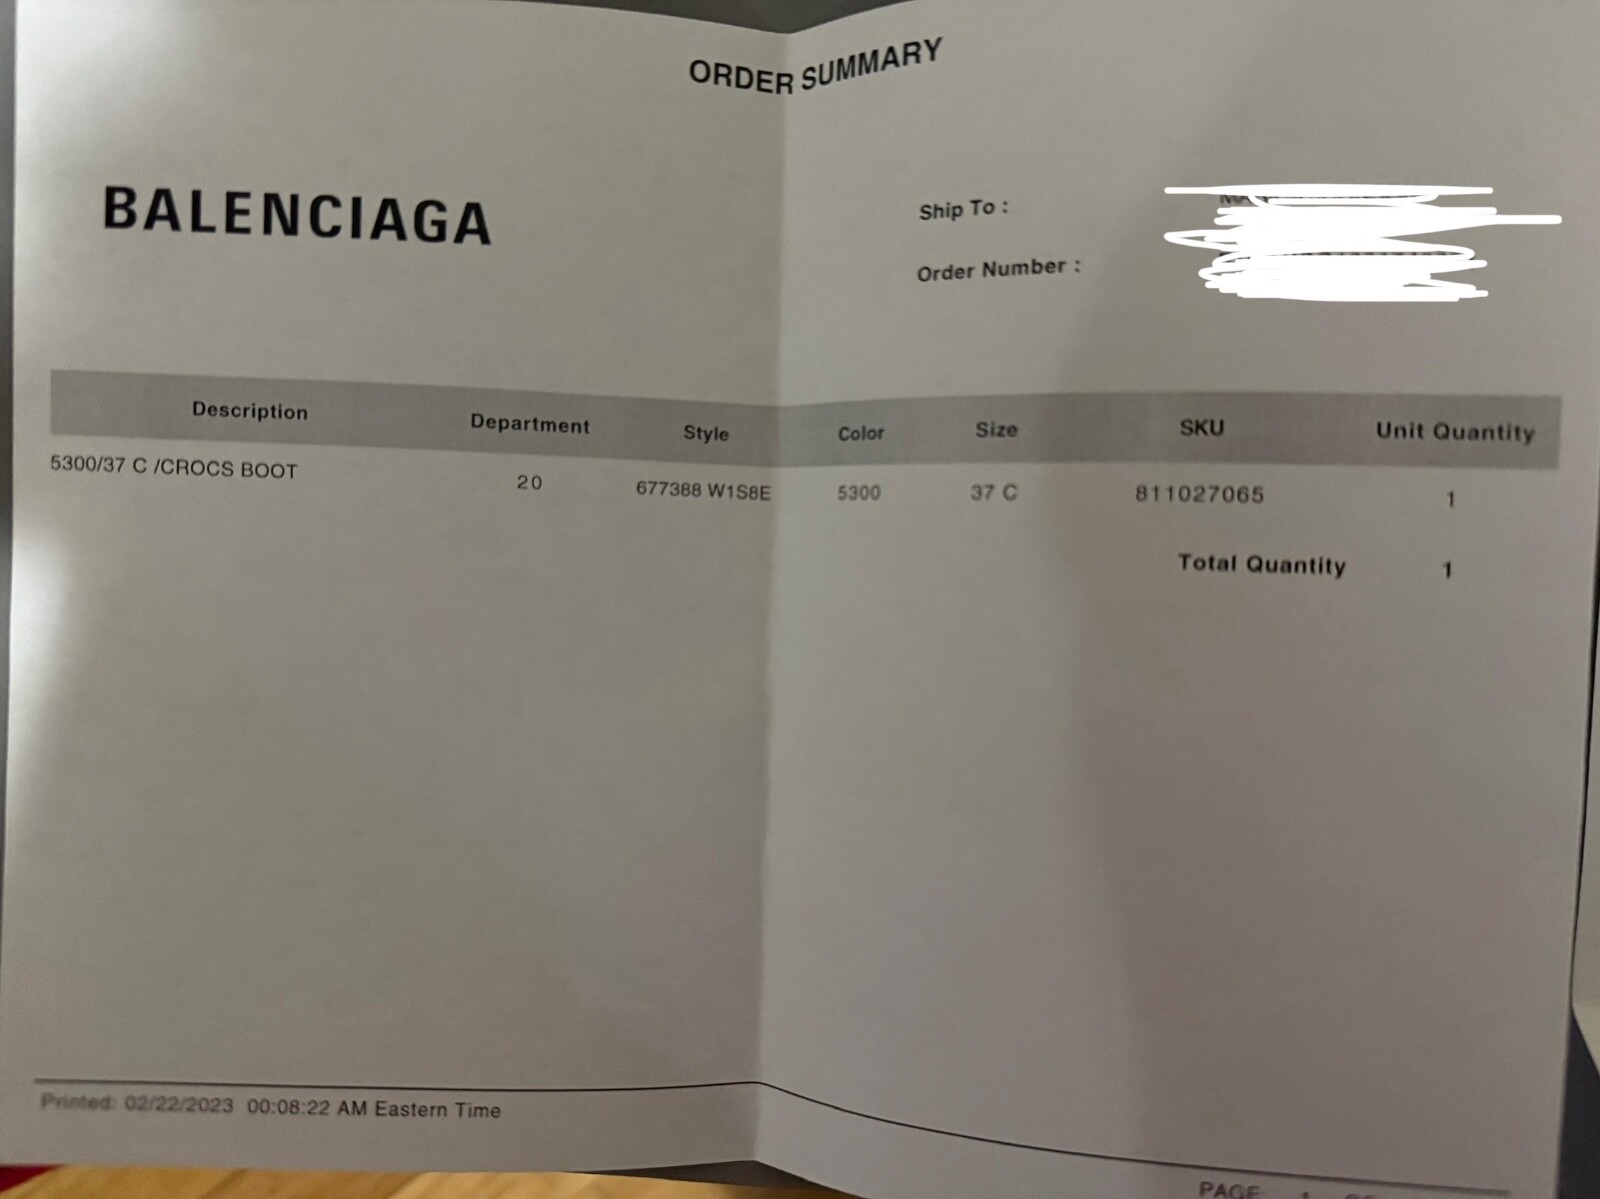 ORDER SUMMARY
BALENCIAGA
Ship To :
Order Number :
Description Department Style Color Size SKU Unit Quantity
5300/37 C /CROCS BOOT 20 677388 W1S8E 5300 37 C 811027065 1
Total Quantity 1
Printed: 02/22/2023 00:08:22 AM Eastern Time
PAGE 1